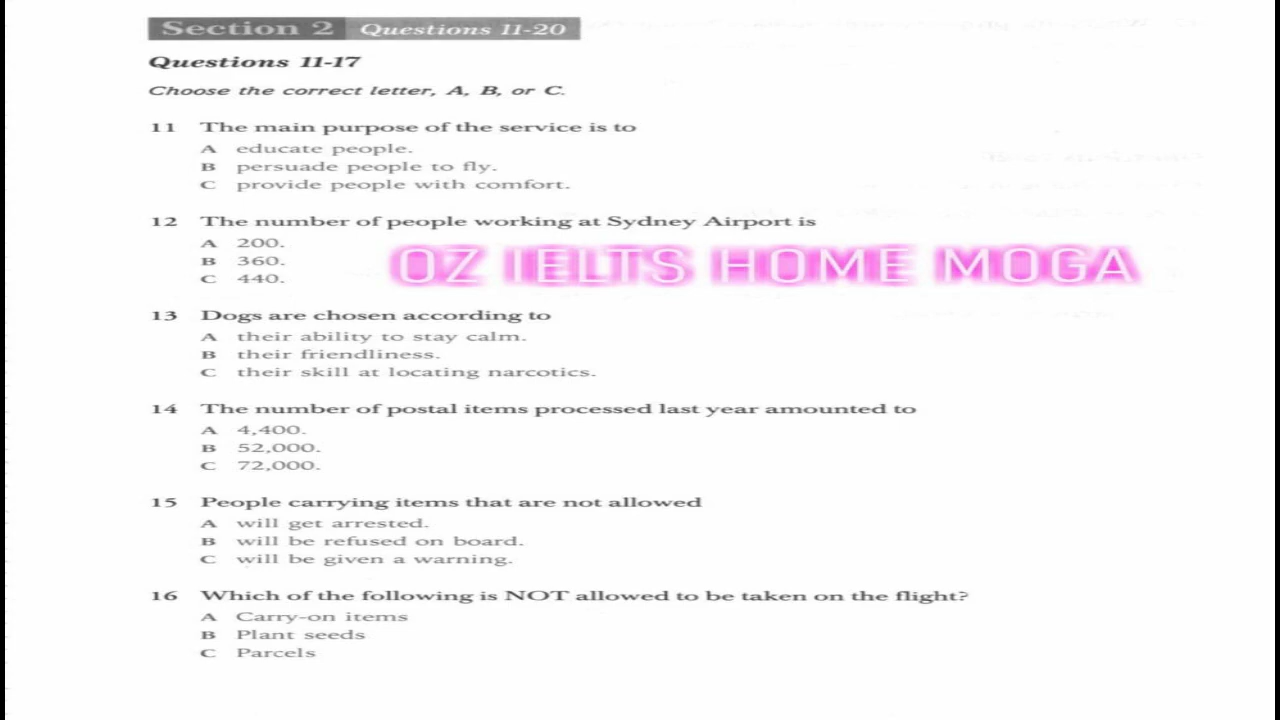 Section 2 Questions 11-20
Questions 11-17
Choose the correct letter, A, B, or C.
11 The main purpose of the service is to
A educate people.
B persuade people to fly.
C provide people with comfort.
12 The number of people working at Sydney Airport is
A 200.
B 360.
C 440.
OZ IELTS HOME MOGA
13 Dogs are chosen according to
A their ability to stay calm.
B their friendliness.
C their skill at locating narcotics.
14 The number of postal items processed last year amounted to
A 4,400.
B 52,000.
C 72,000.
15 People carrying items that are not allowed
A will get arrested.
B will be refused on board.
C will be given a warning.
16 Which of the following is NOT allowed to be taken on the flight?
A Carry-on items
B Plant seeds
C Parcels